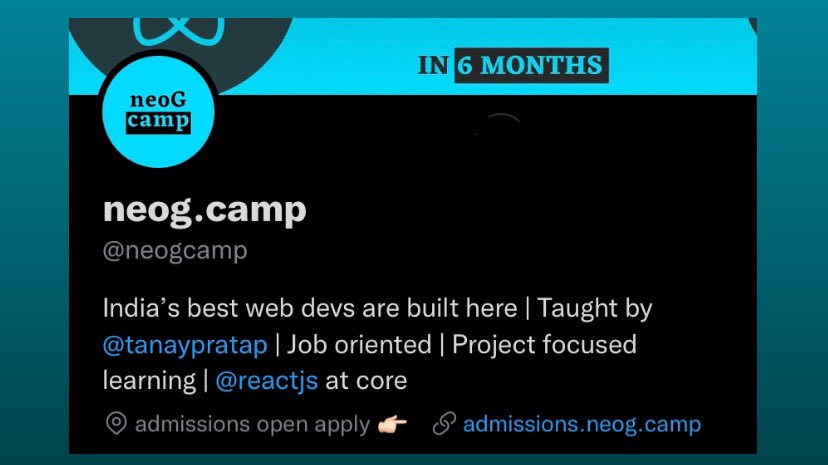 IN 6 MONTHS
neoG
camp
neog.camp
@neogcamp
India’s best web devs are built here | Taught by
@tanaypratap | Job oriented | Project focused
learning | @reactjs at core
admissions open apply 👉🏻 admissions.neog.camp